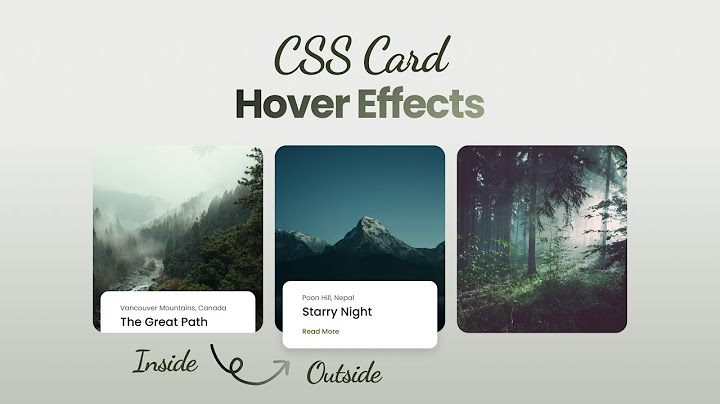 CSS Card
Hover Effects
Vancouver Mountains, Canada
The Great Path
Poon Hill, Nepal
Starry Night
Read More
Inside
Outside